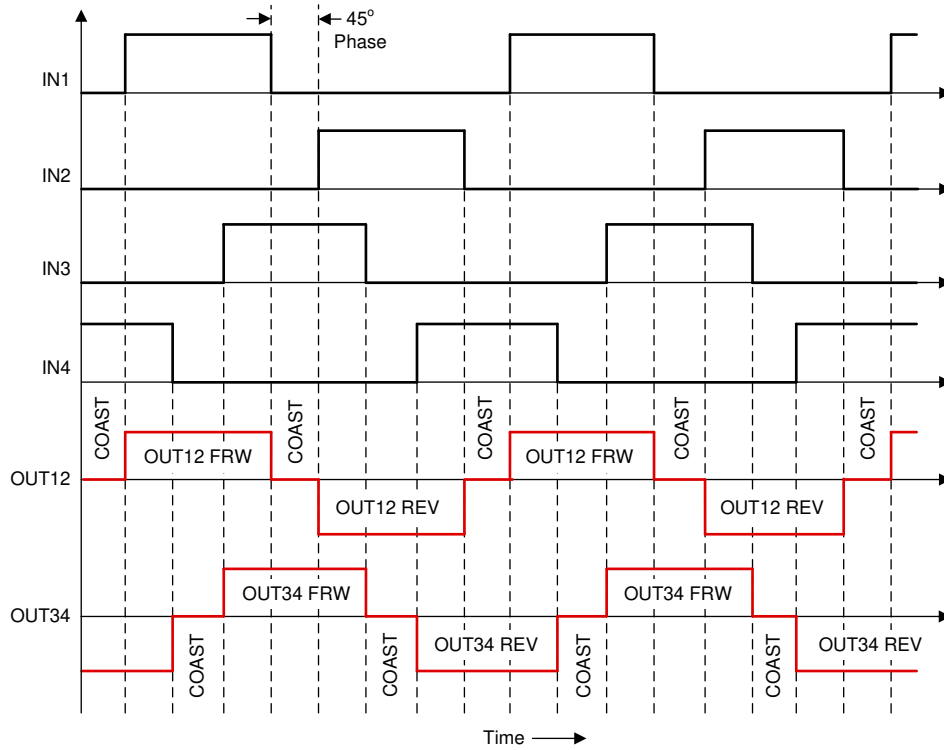 45°
Phase
IN1
IN2
IN3
IN4
COAST
COAST
COAST
COAST
COAST
OUT12 FRW
OUT12 FRW
OUT12
OUT12 REV
OUT12 REV
OUT34 FRW
OUT34 FRW
OUT34
OUT34 REV
OUT34 REV
COAST
COAST
COAST
COAST
Time